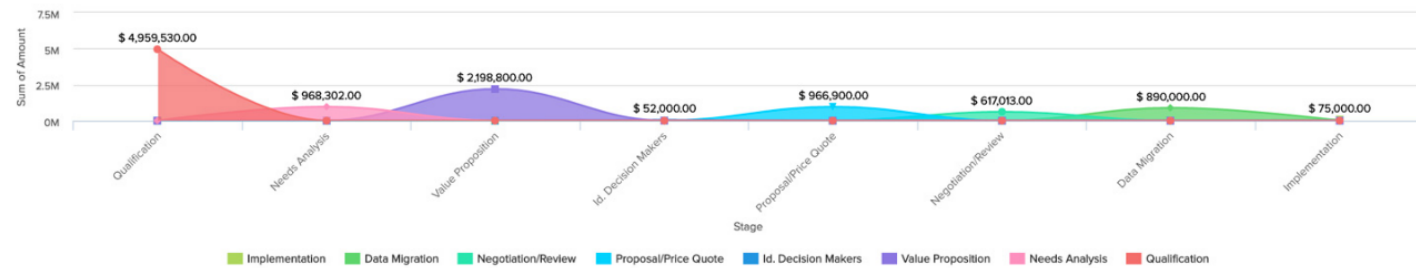 7.5M
5M
2.5M
0M
Sum of Amount
$ 4,959,530.00
$ 968,302.00
$ 2,198,800.00
$ 52,000.00
$ 966,900.00
$ 617,013.00
$ 890,000.00
$ 75,000.00
Qualification
Needs Analysis
Value Proposition
Id. Decision Makers
Proposal/Price Quote
Negotiation/Review
Data Migration
Implementation
Stage
Implementation Data Migration Negotiation/Review Proposal/Price Quote Id. Decision Makers Value Proposition Needs Analysis Qualification